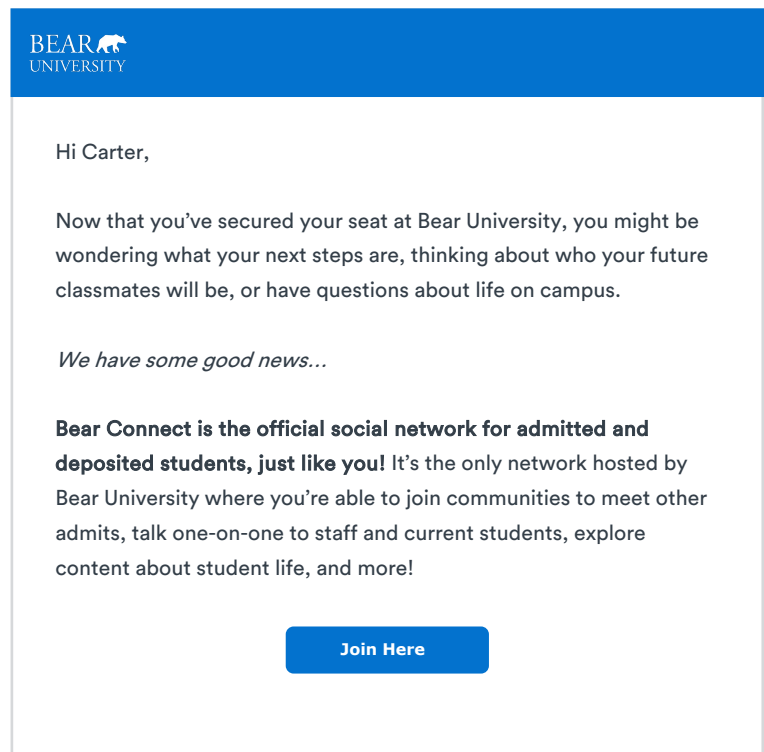 BEAR
UNIVERSITY
Hi Carter,
Now that you’ve secured your seat at Bear University, you might be
wondering what your next steps are, thinking about who your future
classmates will be, or have questions about life on campus.
We have some good news...
Bear Connect is the official social network for admitted and
deposited students, just like you! It’s the only network hosted by
Bear University where you’re able to join communities to meet other
admits, talk one-on-one to staff and current students, explore
content about student life, and more!
Join Here